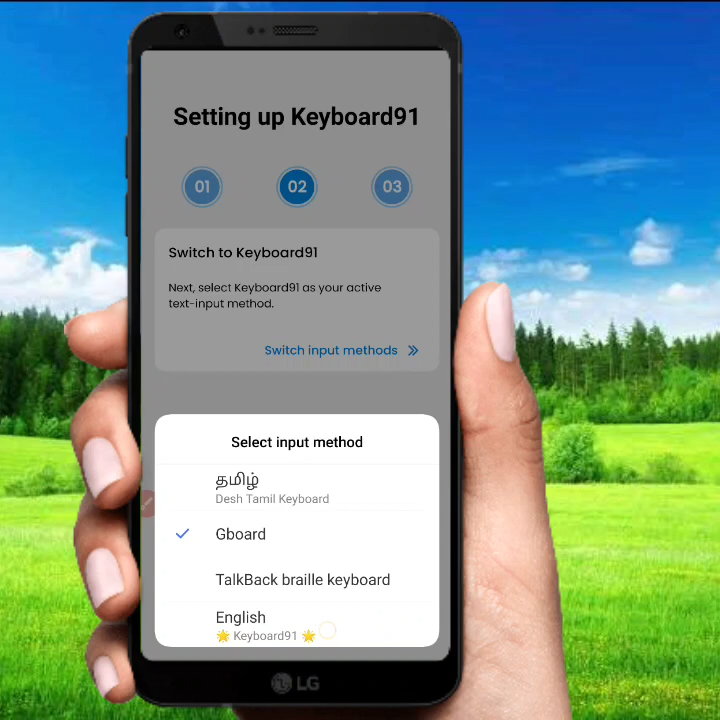 Setting up Keyboard91
01 02 03
Switch to Keyboard91
Next, select Keyboard91 as your active
text-input method.
Switch input methods »
Select input method
தமிழ்
Desh Tamil Keyboard
Gboard
TalkBack braille keyboard
English
🌟 Keyboard91 🌟
LG